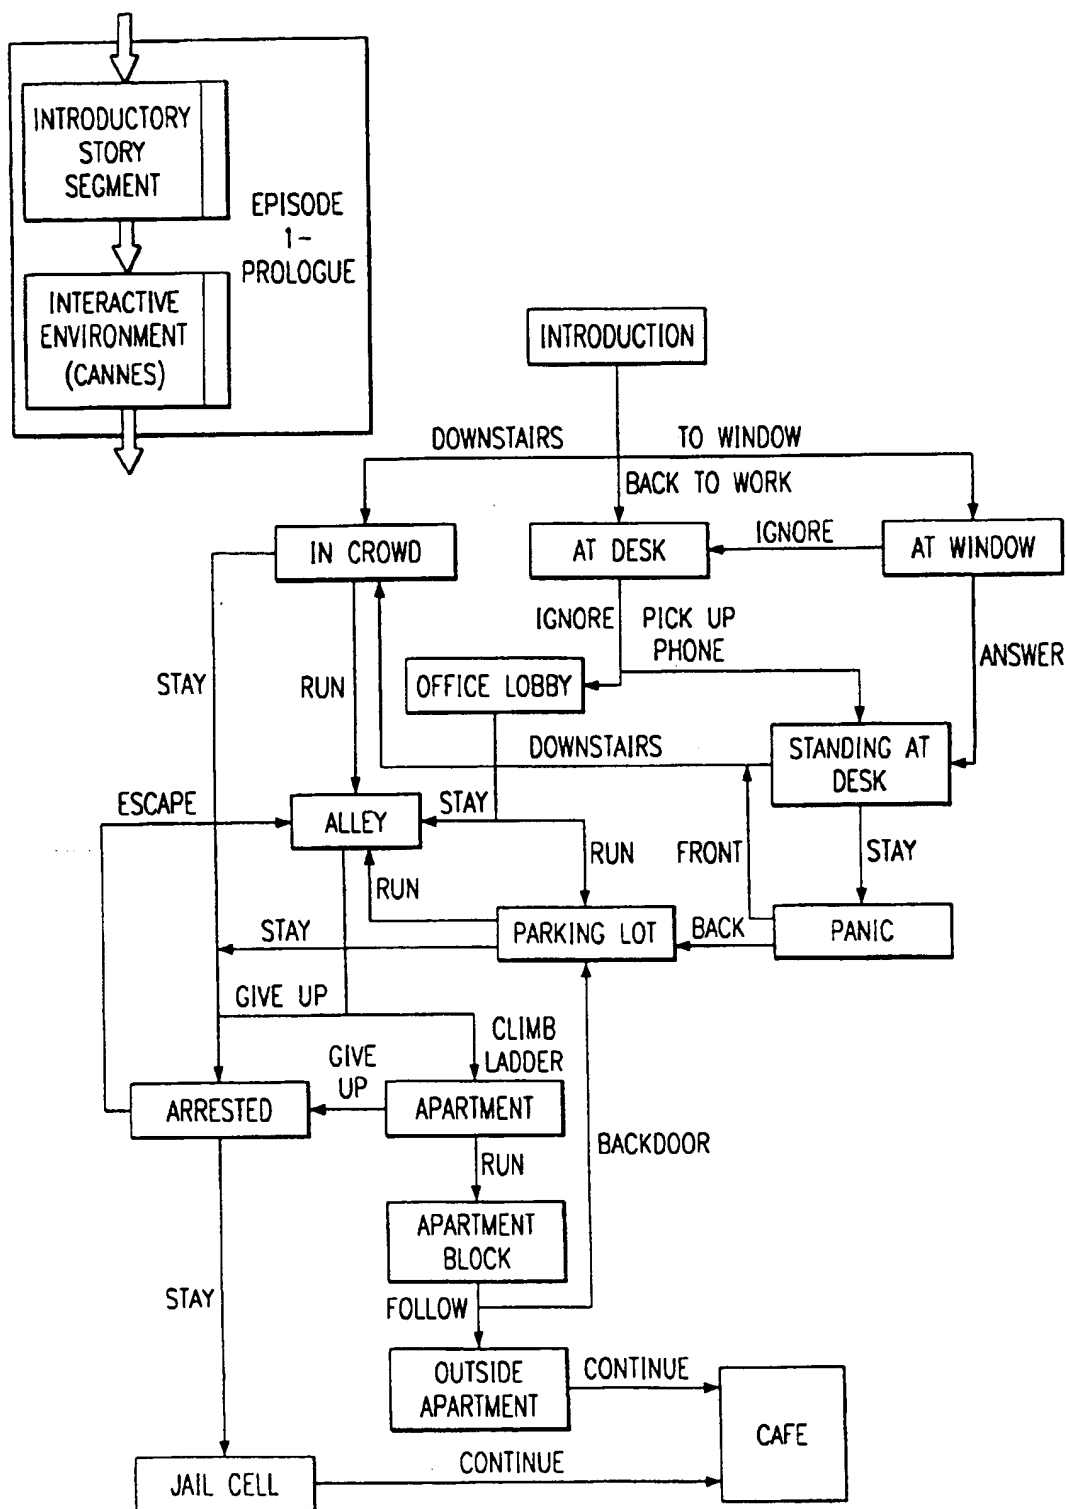 INTRODUCTORY
STORY
SEGMENT
EPISODE
1-
PROLOGUE
INTERACTIVE
ENVIRONMENT
(CANNES)
INTRODUCTION
DOWNSTAIRS
TO WINDOW
BACK TO WORK
IN CROWD
AT DESK
IGNORE
AT WINDOW
IGNORE
PICK UP
PHONE
ANSWER
STAY
RUN
OFFICE LOBBY
DOWNSTAIRS
STANDING AT
DESK
ESCAPE
ALLEY
STAY
RUN
FRONT
STAY
RUN
STAY
PARKING LOT
BACK
PANIC
GIVE UP
CLIMB
LADDER
GIVE
UP
ARRESTED
APARTMENT
BACKDOOR
RUN
APARTMENT
BLOCK
STAY
FOLLOW
OUTSIDE
APARTMENT
CONTINUE
CAFE
JAIL CELL
CONTINUE